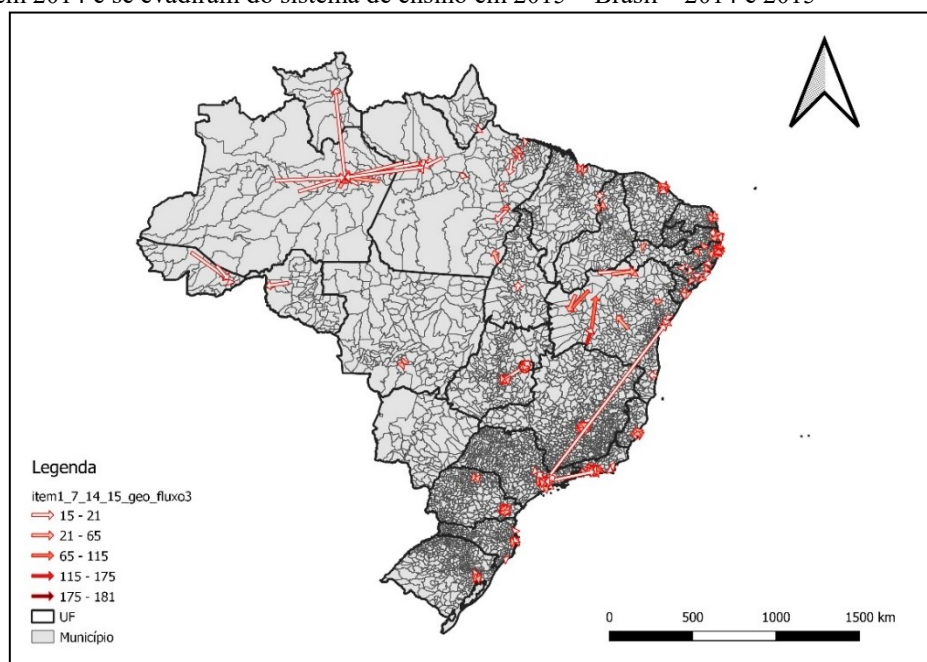 em 2014 e se evadiram do sistema de ensino em 2015 – Brasil – 2014 e 2015
Legenda
item1_7_14_15_geo_fluxo3
15 - 21
21 - 65
65 - 115
115 - 175
175 - 181
UF
Município
0 500 1000 1500 km